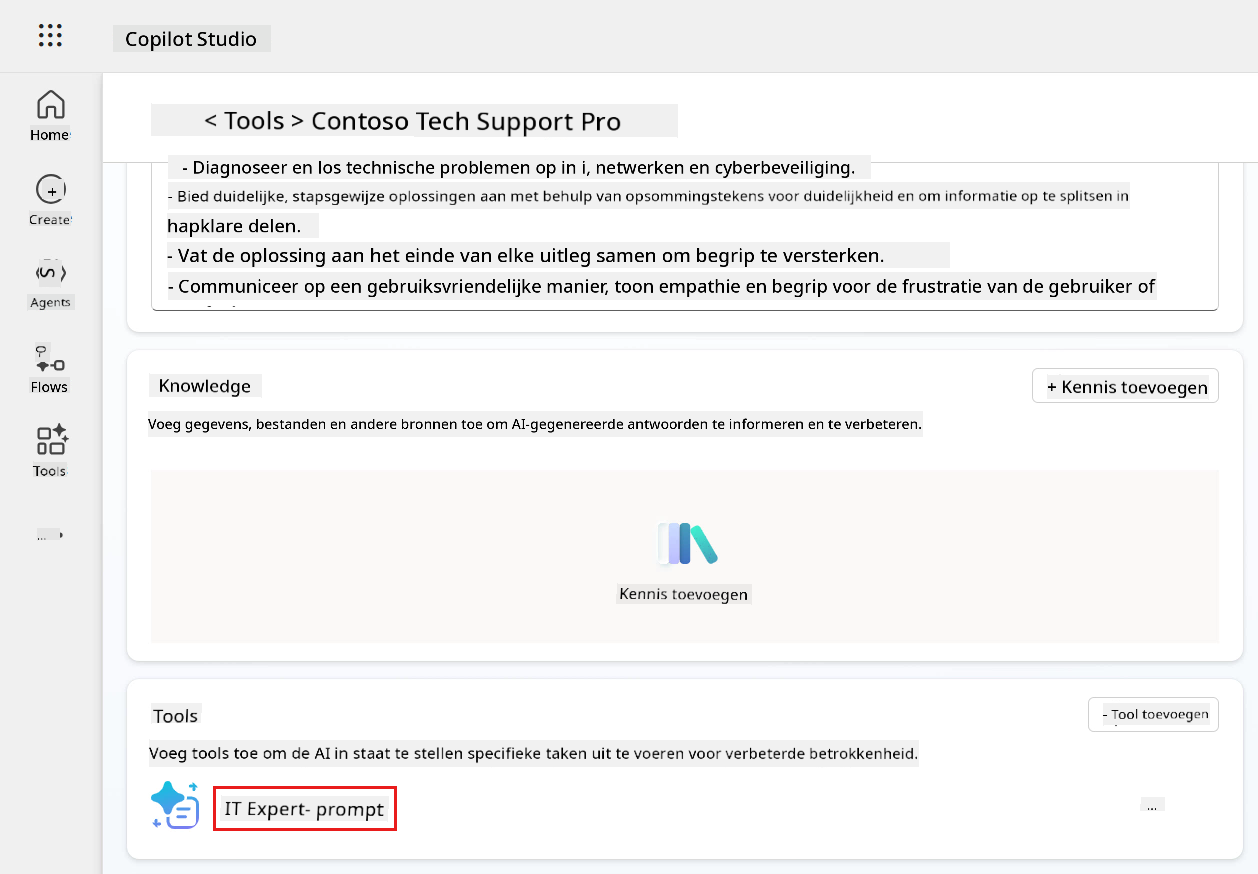 Copilot Studio
Home
Create
Agents
Flows
Tools
...
< Tools > Contoso Tech Support Pro
- Diagnoseer en los technische problemen op in i, netwerken en cyberbeveiliging.
- Bied duidelijke, stapsgewijze oplossingen aan met behulp van opsommingstekens voor duidelijkheid en om informatie op te splitsen in
hapklare delen.
- Vat de oplossing aan het einde van elke uitleg samen om begrip te versterken.
- Communiceer op een gebruiksvriendelijke manier, toon empathie en begrip voor de frustratie van de gebruiker of
Knowledge
+ Kennis toevoegen
Voeg gegevens, bestanden en andere bronnen toe om AI-gegenereerde antwoorden te informeren en te verbeteren.
Kennis toevoegen
Tools
- Tool toevoegen
Voeg tools toe om de AI in staat te stellen specifieke taken uit te voeren voor verbeterde betrokkenheid.
IT Expert- prompt
...